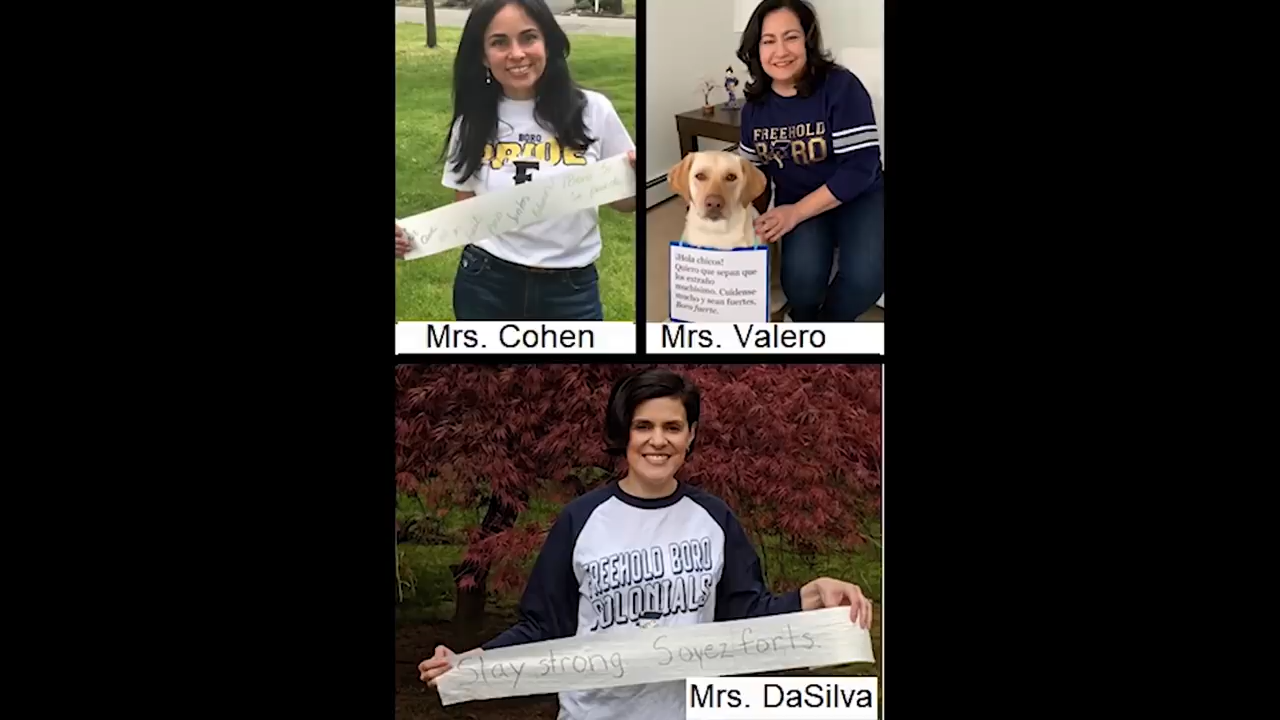 BORO
PRIDE
F
FREEHOLD
BORO
¡Hola chicos!
Quiero que sepan que
los extraño
muchísimo. Cuídense
mucho y sean fuertes.
Boro fuerte.
Mrs. Cohen
Mrs. Valero
FREEHOLD BORO
COLONIALS
Stay strong Soyez forts.
Mrs. DaSilva